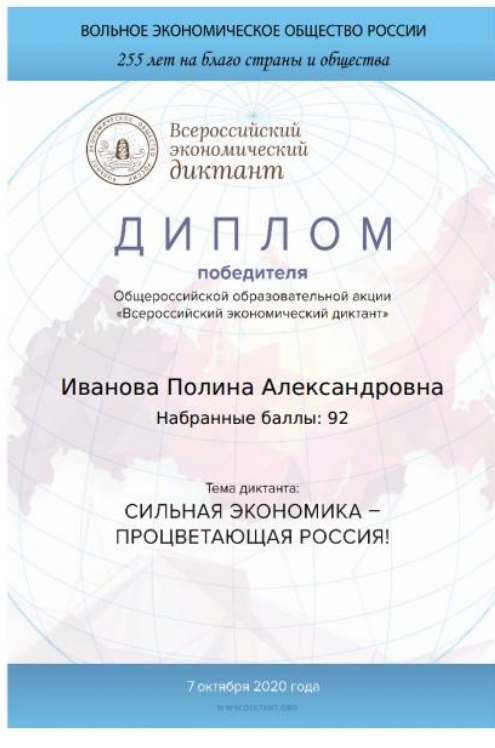 ВОЛЬНОЕ ЭКОНОМИЧЕСКОЕ ОБЩЕСТВО РОССИИ
255 лет на благо страны и общества
Всероссийский
экономический
диктант
ДИПЛОМ
победителя
Общероссийской образовательной акции
«Всероссийский экономический диктант»
Иванова Полина Александровна
Набранные баллы: 92
Тема диктанта:
СИЛЬНАЯ ЭКОНОМИКА –
ПРОЦВЕТАЮЩАЯ РОССИЯ!
7 октября 2020 года